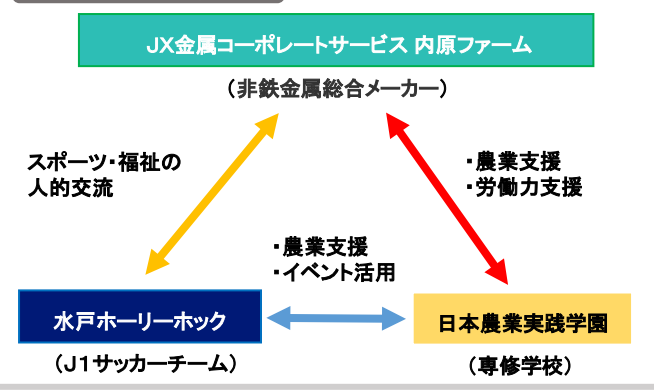 JX金属コーポレートサービス 内原ファーム
（非鉄金属総合メーカー）
スポーツ・福祉の
人的交流
・農業支援
・労働力支援
・農業支援
・イベント活用
水戸ホーリーホック
（J1サッカーチーム）
日本農業実践学園
（専修学校）